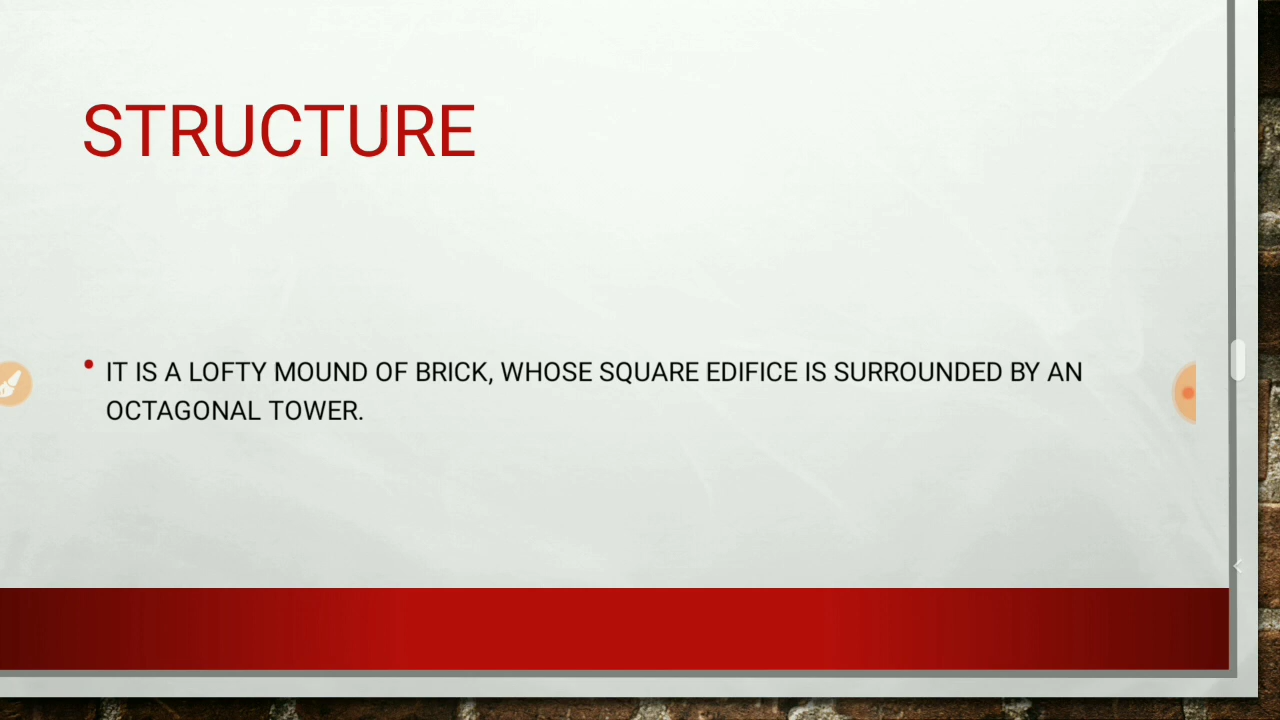 STRUCTURE
• IT IS A LOFTY MOUND OF BRICK, WHOSE SQUARE EDIFICE IS SURROUNDED BY AN
OCTAGONAL TOWER.